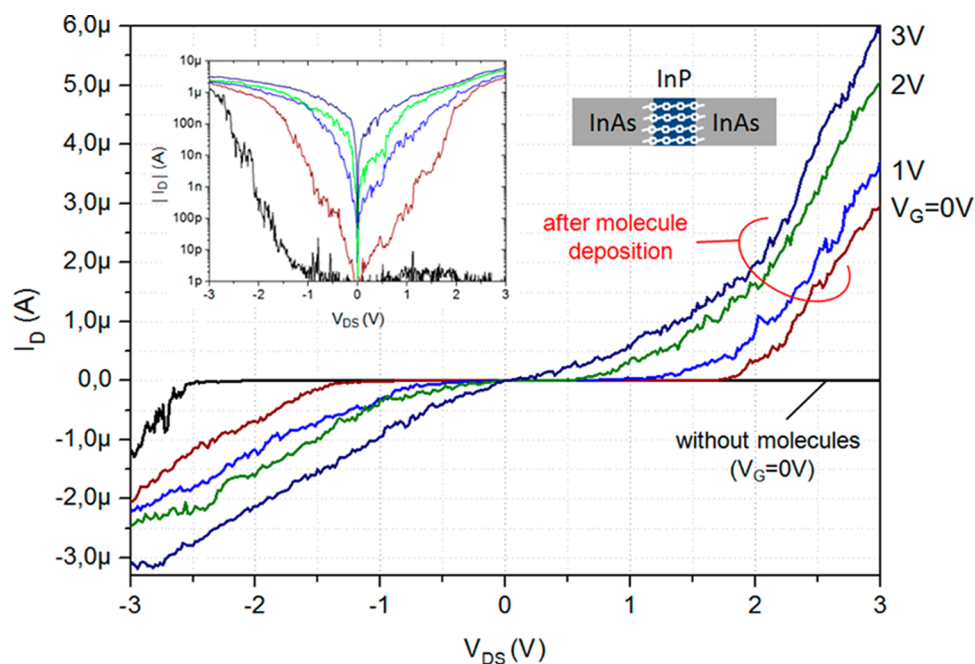 6,0µ
5,0µ
4,0µ
3,0µ
2,0µ
1,0µ
0,0
-1,0µ
-2,0µ
-3,0µ
I_D (A)
-3 -2 -1 0 1 2 3
V_DS (V)
10µ
1µ
100n
10n
1n
100p
10p
1p
| I_D | (A)
-3 -2 -1 0 1 2 3
V_DS (V)
InP
InAs InAs
3V
2V
1V
V_G=0V
after molecule
deposition
without molecules
(V_G=0V)